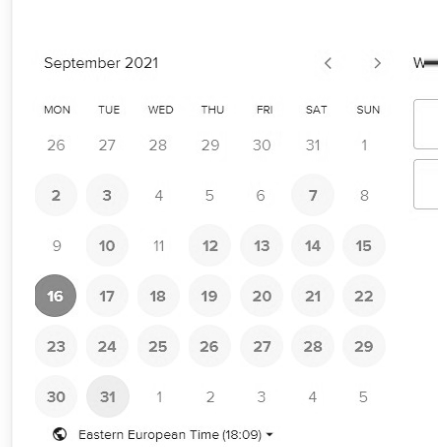 September 2021
MON TUE WED THU FRI SAT SUN
26 27 28 29 30 31 1
2 3 4 5 6 7 8
9 10 11 12 13 14 15
16 17 18 19 20 21 22
23 24 25 26 27 28 29
30 31 1 2 3 4 5
Eastern European Time (18:09)